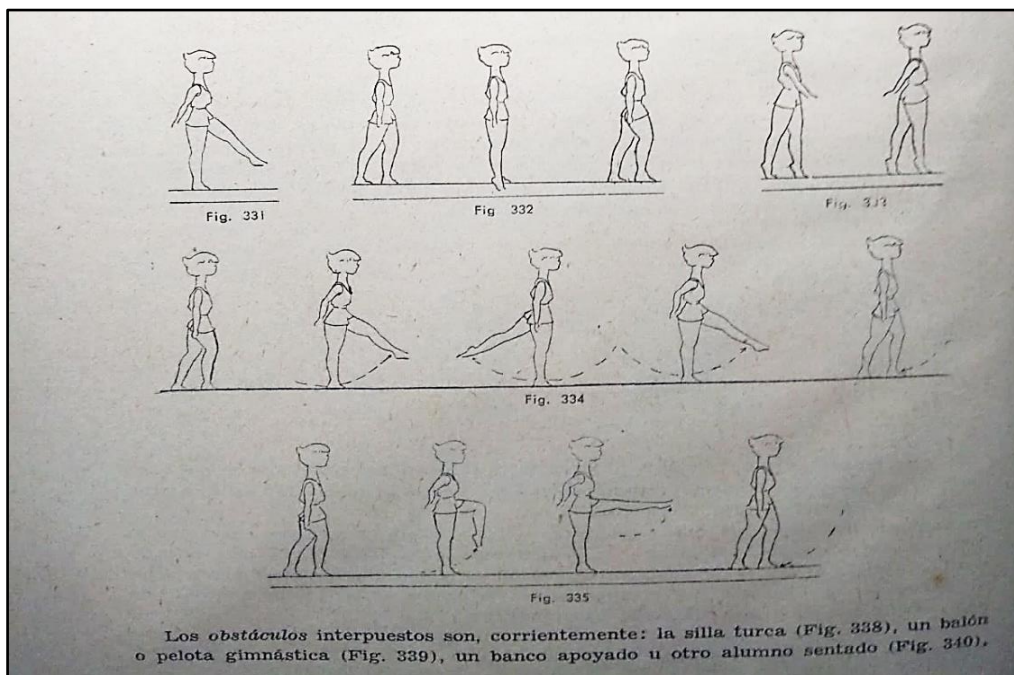 Fig. 331
Fig 332
Fig. 333
Fig. 334
Fig. 335
Los obstáculos interpuestos son, corrientemente: la silla turca (Fig. 338), un balón
o pelota gimnástica (Fig. 339), un banco apoyado u otro alumno sentado (Fig. 340).